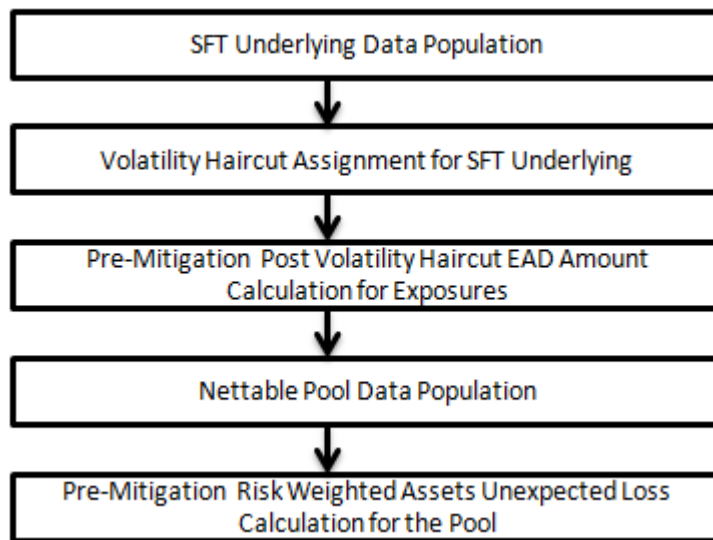 SFT Underlying Data Population
Volatility Haircut Assignment for SFT Underlying
Pre-Mitigation Post Volatility Haircut EAD Amount
Calculation for Exposures
Nettable Pool Data Population
Pre-Mitigation Risk Weighted Assets Unexpected Loss
Calculation for the Pool